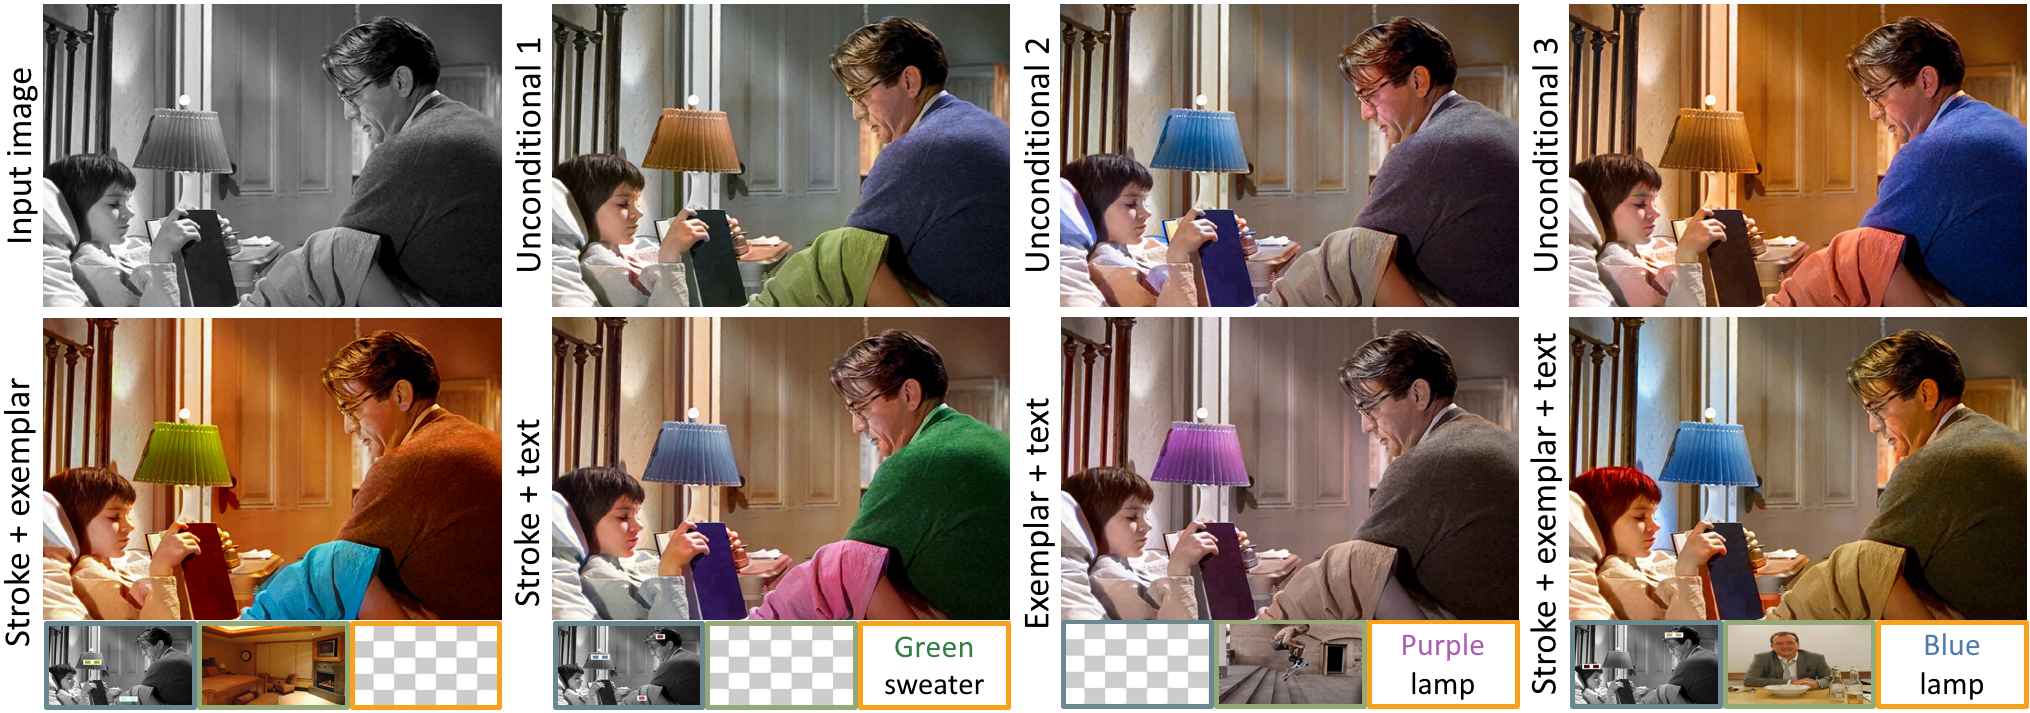 Input image
Unconditional 1
Unconditional 2
Unconditional 3
Stroke + exemplar
Stroke + text
Exemplar + text
Stroke + exemplar + text
Green
sweater
Purple
lamp
Blue
lamp